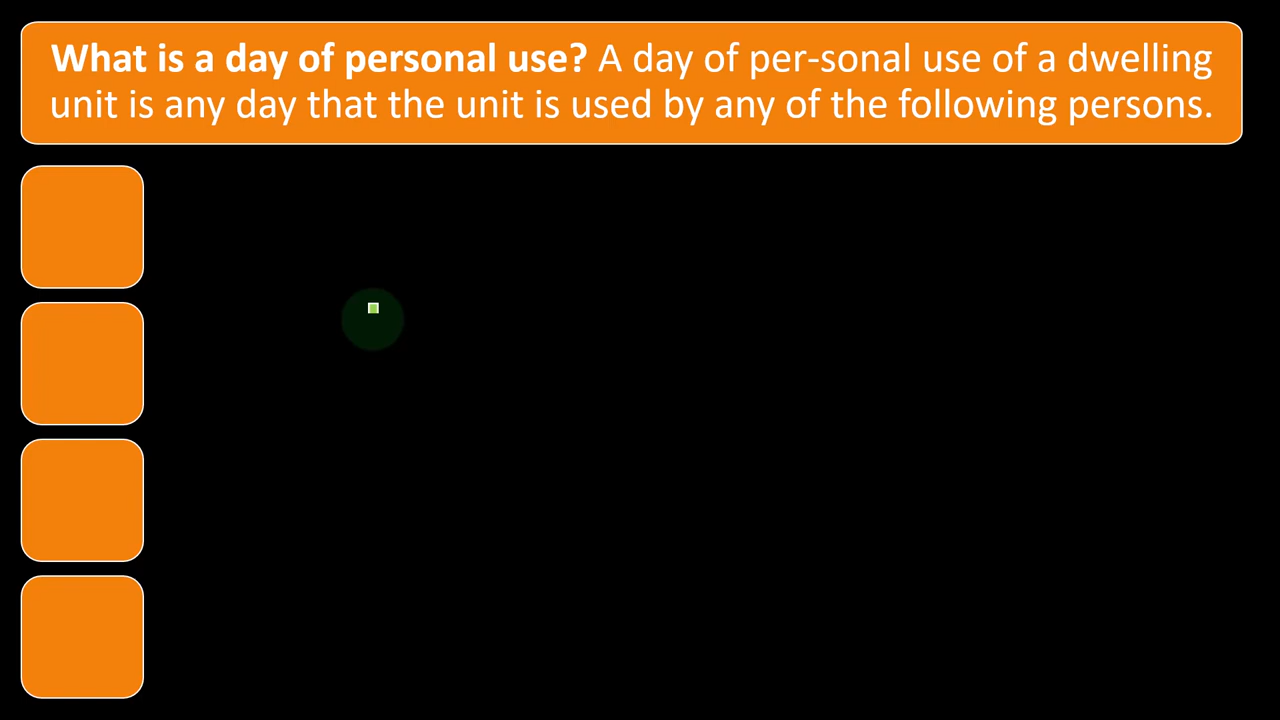 What is a day of personal use? A day of per-sonal use of a dwelling
unit is any day that the unit is used by any of the following persons.